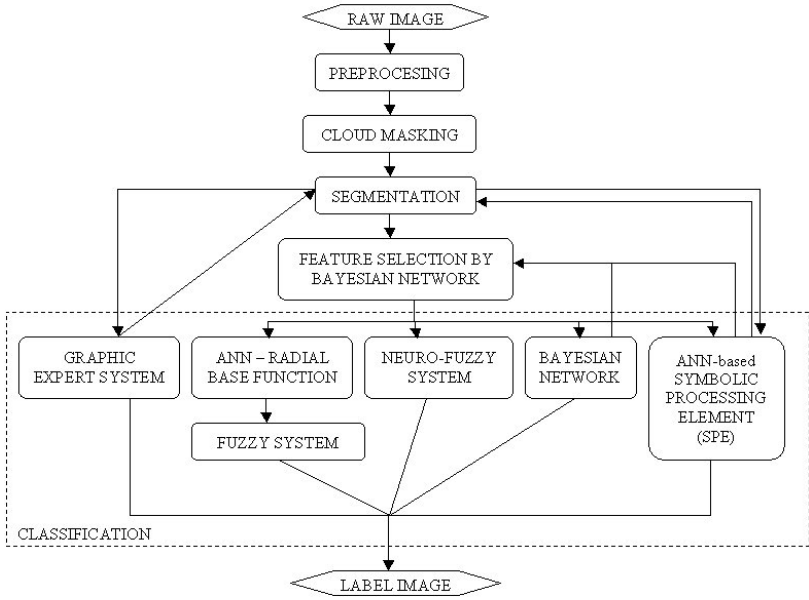 RAW IMAGE
PREPROCESING
CLOUD MASKING
SEGMENTATION
FEATURE SELECTION BY
BAYESIAN NETWORK
GRAPHIC
EXPERT SYSTEM
ANN – RADIAL
BASE FUNCTION
NEURO-FUZZY
SYSTEM
BAYESIAN
NETWORK
ANN-based
SYMBOLIC
PROCESSING
ELEMENT
(SPE)
FUZZY SYSTEM
CLASSIFICATION
LABEL IMAGE